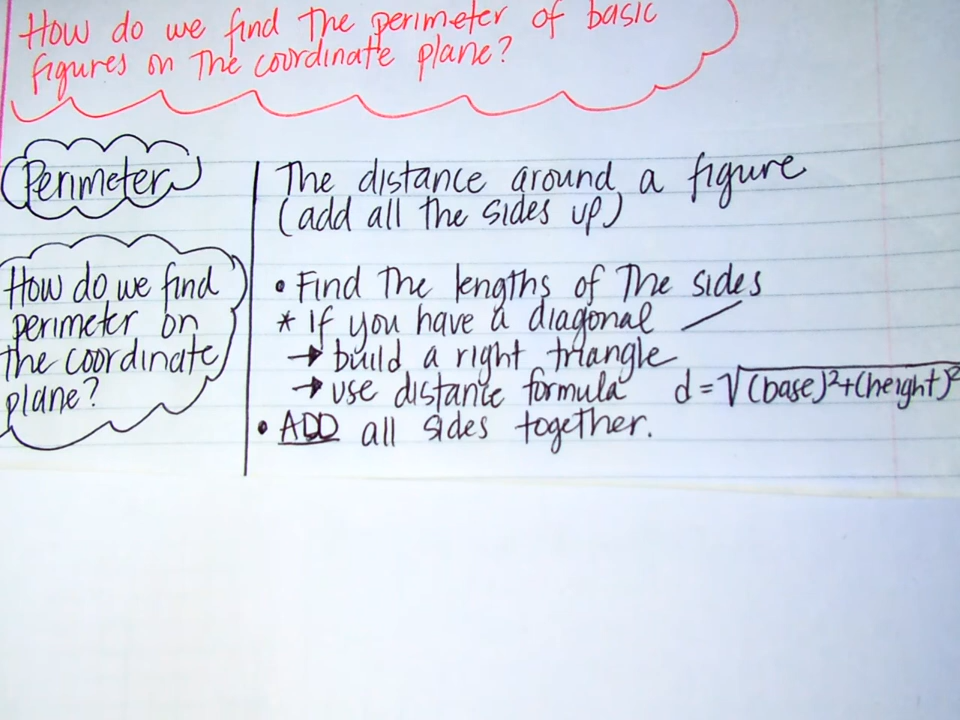 How do we find the perimeter of basic
figures on the coordinate plane?
Perimeter
The distance around a figure
(add all the sides up)
How do we find
perimeter on
the coordinate
plane?
• Find the lengths of the sides
* If you have a diagonal
→ build a right triangle
→ use distance formula d = √(base)²+(height)²
• ADD all sides together.